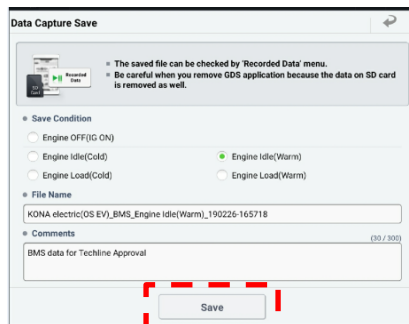 Data Capture Save
The saved file can be checked by 'Recorded Data' menu.
Be careful when you remove GDS application because the data on SD card
is removed as well.
Recorded
Data
SD
Card
Save Condition
Engine OFF(IG ON)
Engine Idle(Cold)
Engine Idle(Warm)
Engine Load(Cold)
Engine Load(Warm)
File Name
KONA electric(OS EV)_BMS_Engine Idle(Warm)_190226-165718
Comments
(30 / 300)
BMS data for Techline Approval
Save